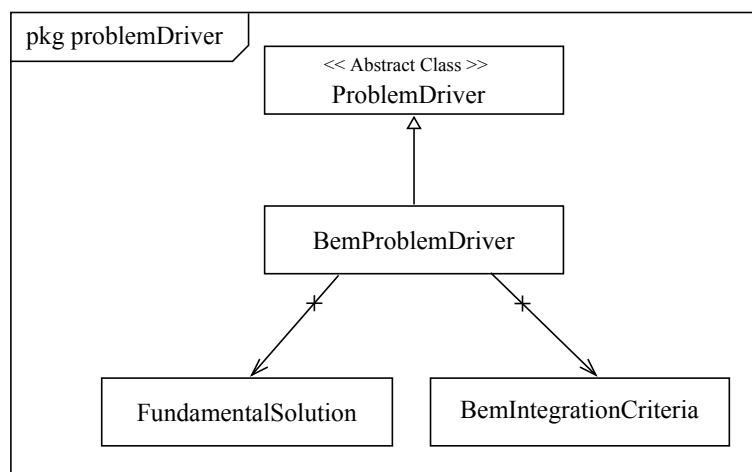 pkg problemDriver
<< Abstract Class >>
ProblemDriver
BemProblemDriver
FundamentalSolution
BemIntegrationCriteria